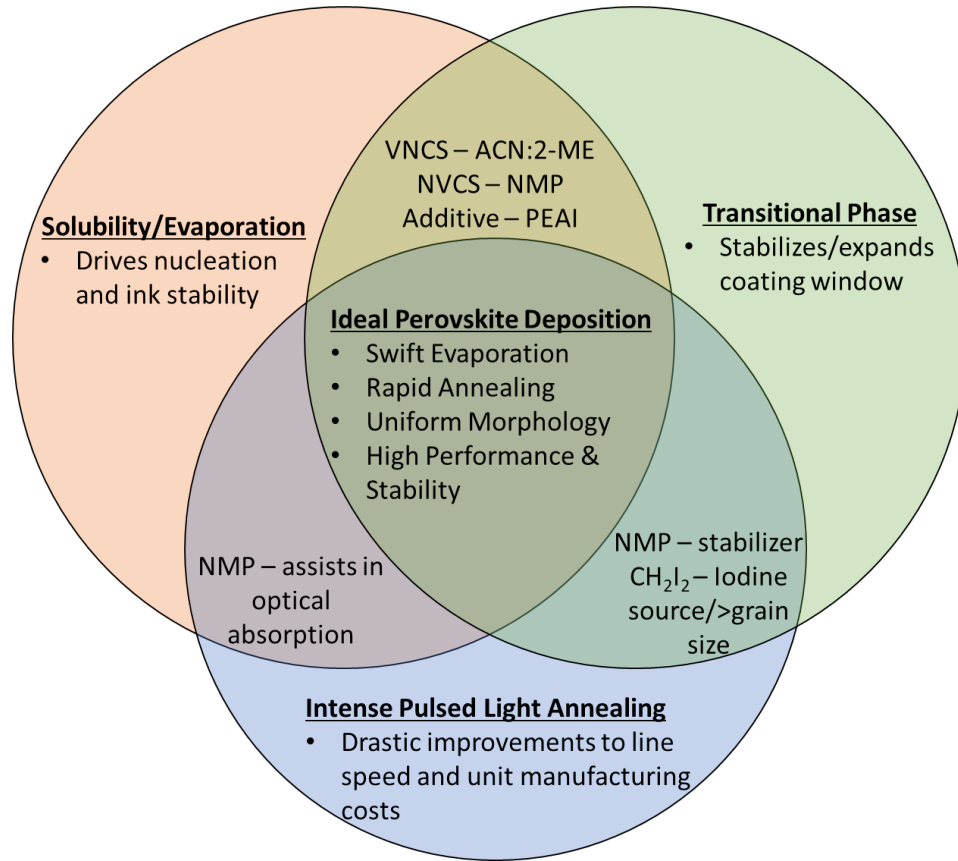 VNCS – ACN:2-ME
NVCS – NMP
Additive – PEAI
Solubility/Evaporation
• Drives nucleation
and ink stability
Transitional Phase
• Stabilizes/expands
coating window
Ideal Perovskite Deposition
• Swift Evaporation
• Rapid Annealing
• Uniform Morphology
• High Performance &
Stability
NMP – assists in
optical
absorption
NMP – stabilizer
CH₂I₂ – Iodine
source/>grain
size
Intense Pulsed Light Annealing
• Drastic improvements to line
speed and unit manufacturing
costs